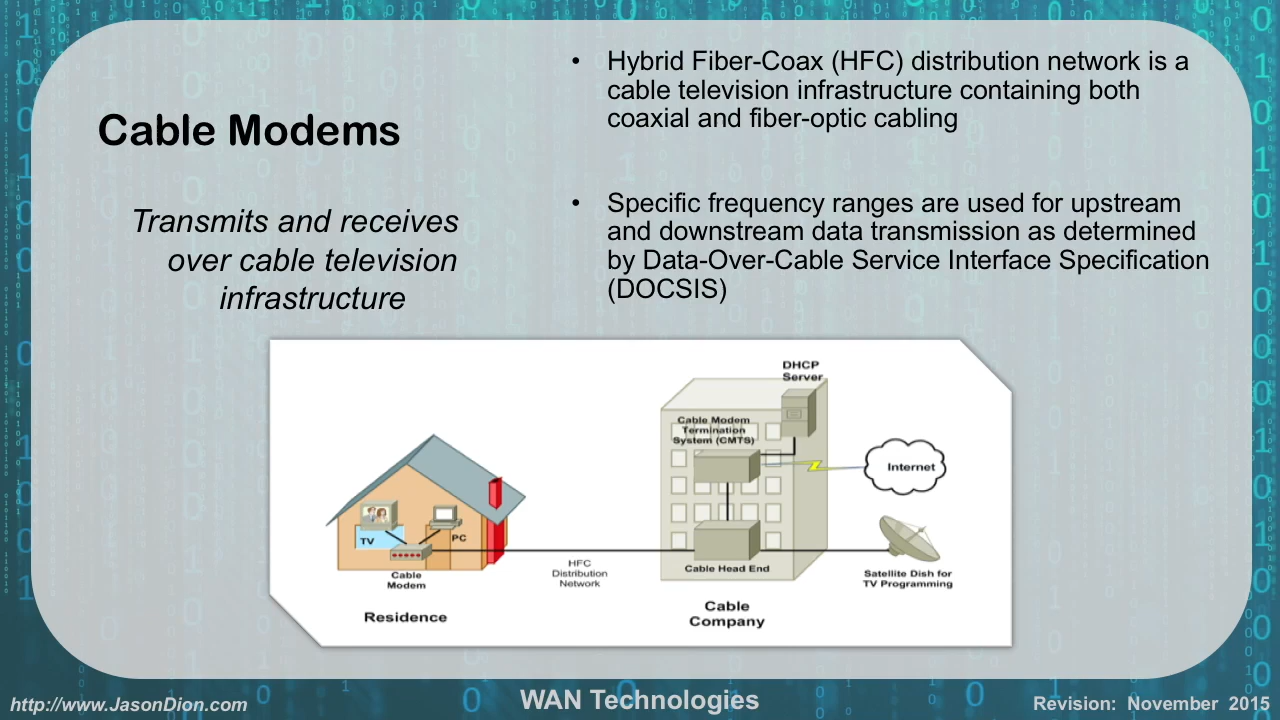 Cable Modems
Transmits and receives
over cable television
infrastructure
• Hybrid Fiber-Coax (HFC) distribution network is a
cable television infrastructure containing both
coaxial and fiber-optic cabling
• Specific frequency ranges are used for upstream
and downstream data transmission as determined
by Data-Over-Cable Service Interface Specification
(DOCSIS)
DHCP
Server
Cable Modem
Termination
System (CMTS)
Internet
TV
PC
Cable
Modem
HFC
Distribution
Network
Cable Head End
Satellite Dish for
TV Programming
Residence
Cable
Company
http://www.JasonDion.com
WAN Technologies
Revision: November 2015